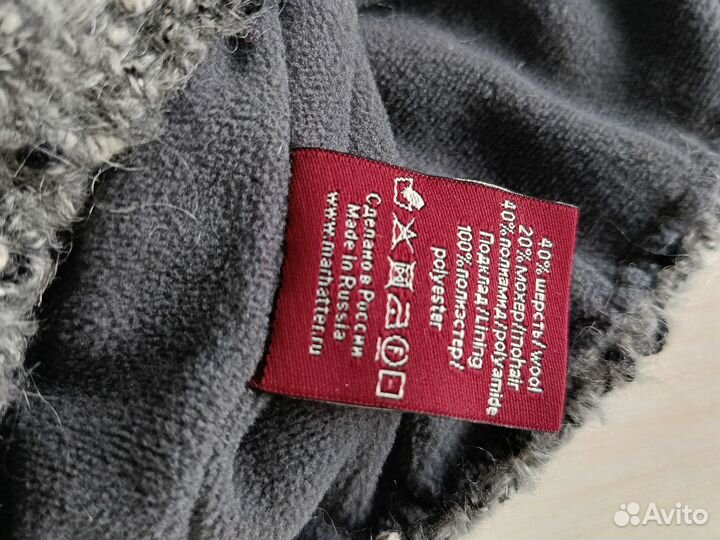 40% шерсть/wool
20% мохер/mohair
40% полиамид/polyamide
Подклад/Lining
100% полиэстер/
polyester
Сделано в России
Made in Russia
www.marhatter.ru
Avito